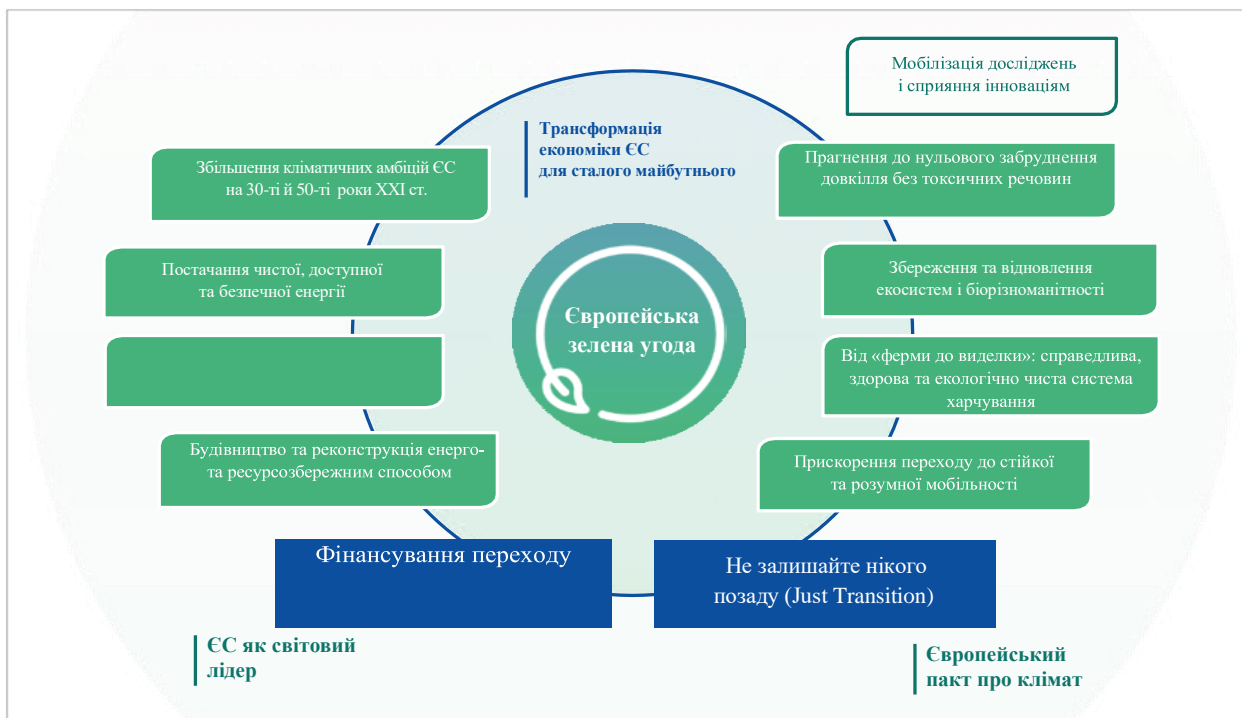 Мобілізація досліджень
і сприяння інноваціям
Трансформація
економіки ЄС
для сталого майбутнього
Збільшення кліматичних амбіцій ЄС
на 30-ті й 50-ті роки XXI ст.
Прагнення до нульового забруднення
довкілля без токсичних речовин
Постачання чистої, доступної
та безпечної енергії
Збереження та відновлення
екосистем і біорізноманітності
Європейська
зелена угода
Від «ферми до виделки»: справедлива,
здорова та екологічно чиста система
харчування
Будівництво та реконструкція енерго-
та ресурсозбережним способом
Прискорення переходу до стійкої
та розумної мобільності
Фінансування переходу
Не залишайте нікого
позаду (Just Transition)
ЄС як світовий
лідер
Європейський
пакт про клімат